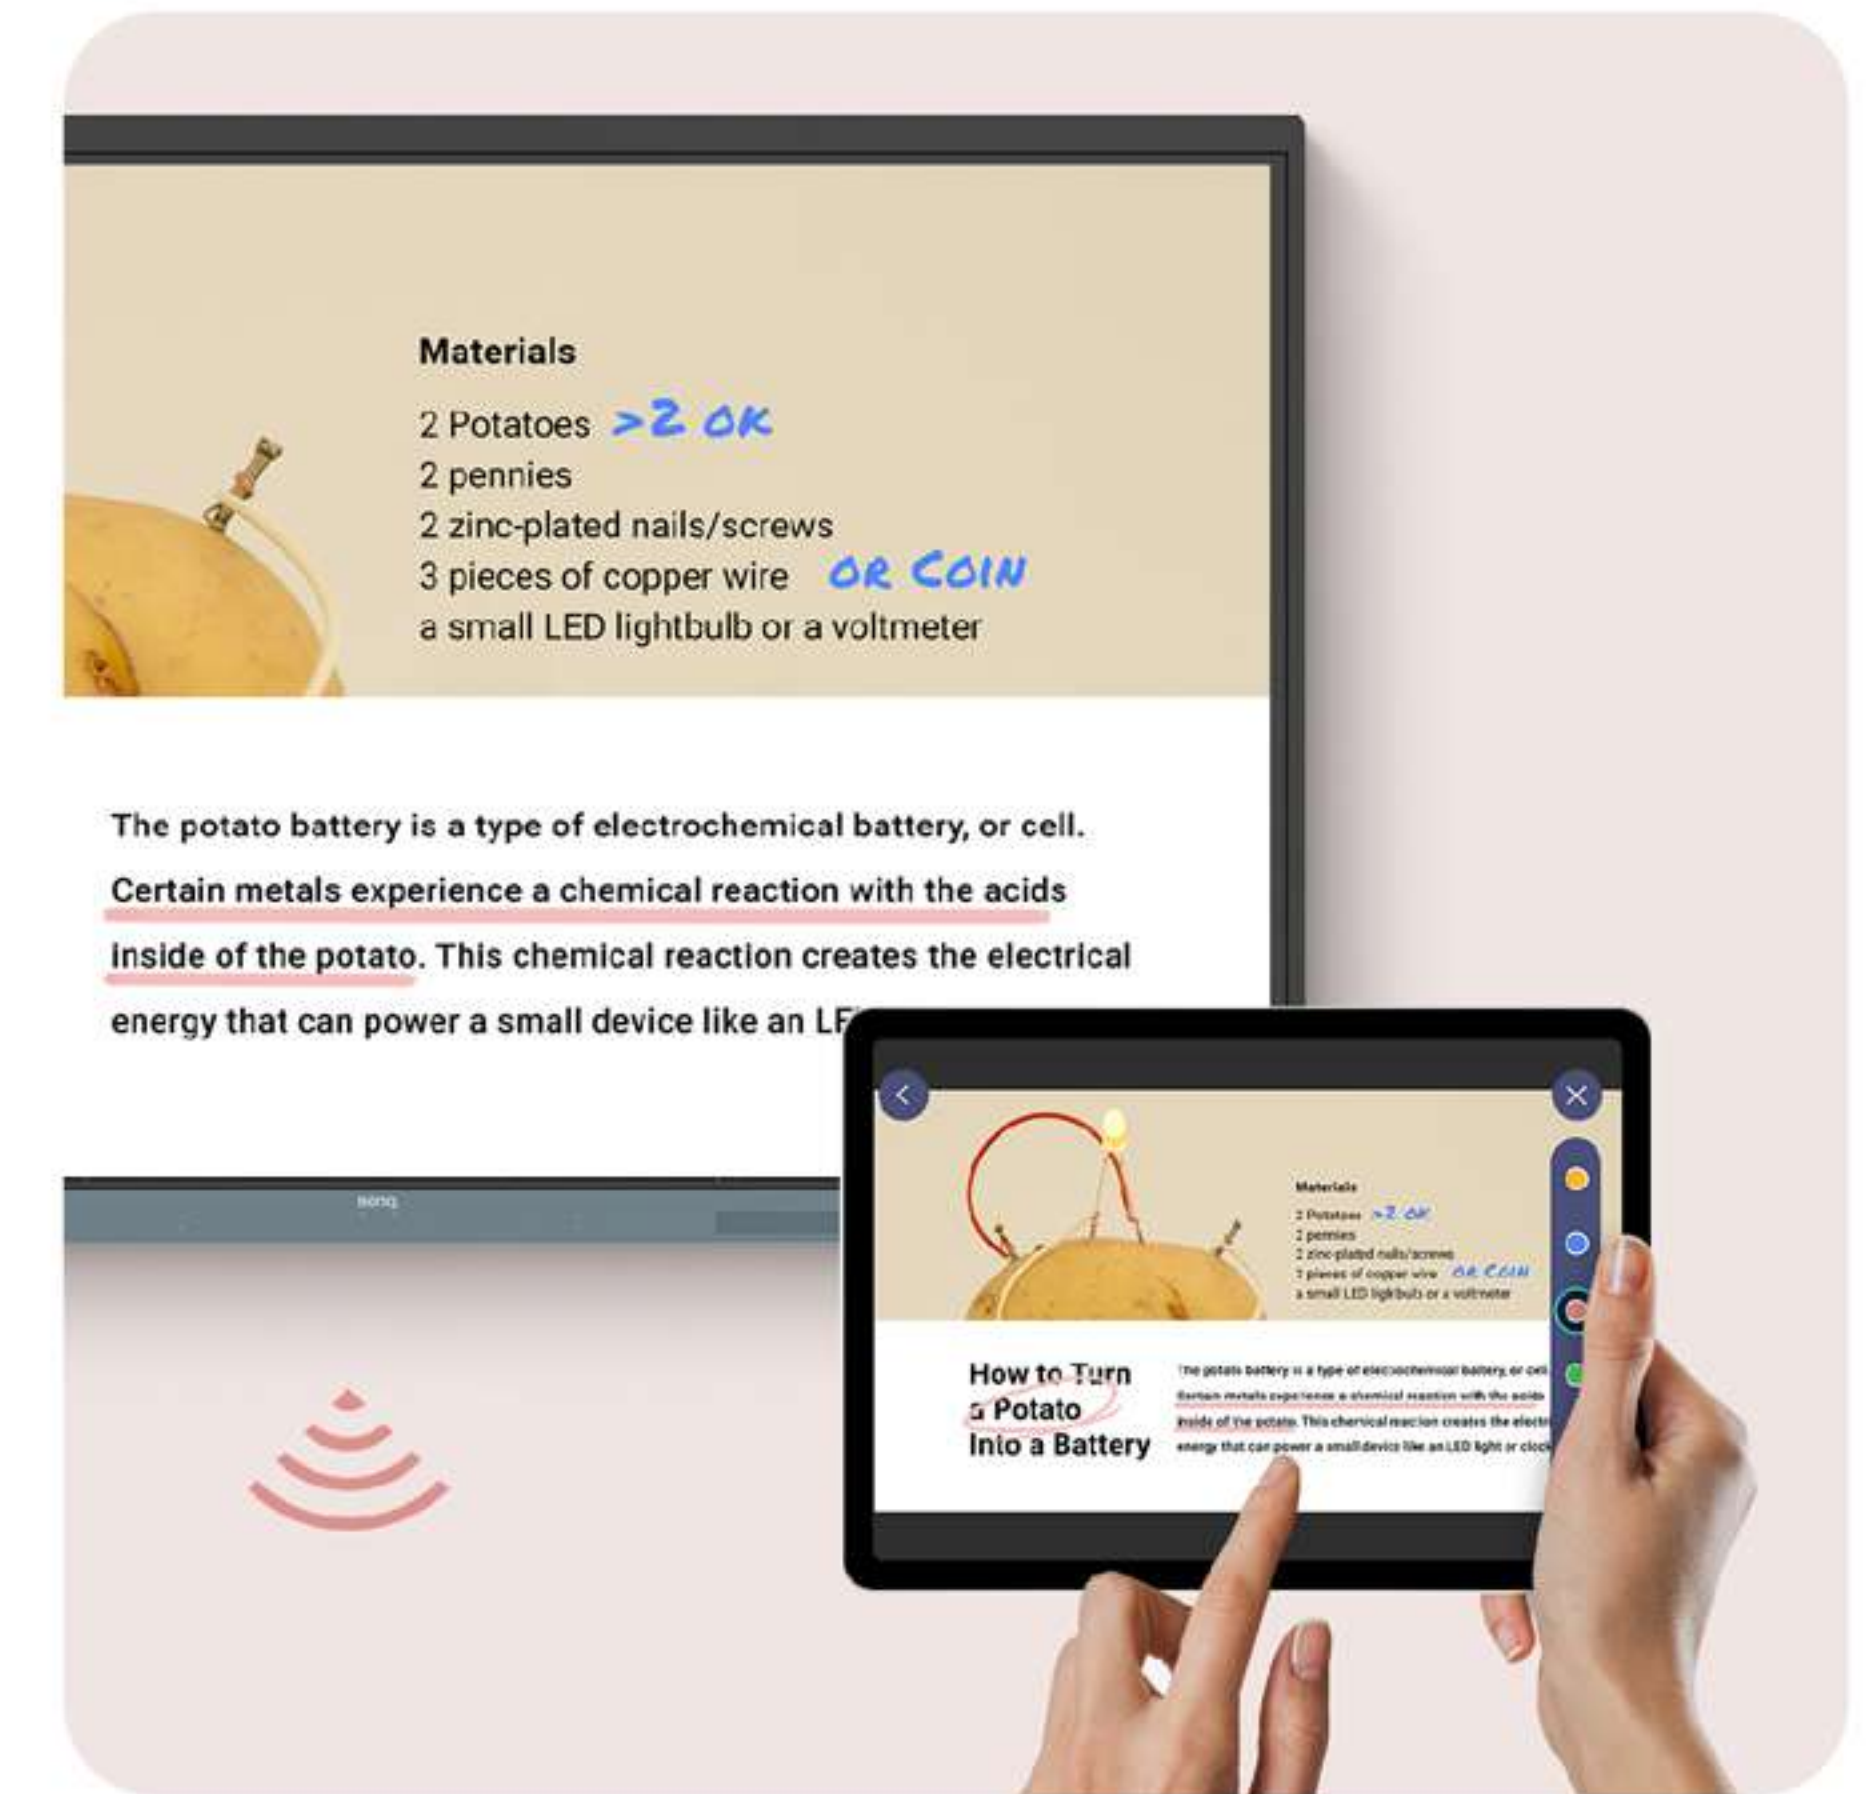 Materials
2 Potatoes >2 OK
2 pennies
2 zinc-plated nails/screws
3 pieces of copper wire OR COIN
a small LED lightbulb or a voltmeter
The potato battery is a type of electrochemical battery, or cell.
Certain metals experience a chemical reaction with the acids
inside of the potato. This chemical reaction creates the electrical
energy that can power a small device like an
BenQ
Materials
2 Potatoes >2 OK
2 pennies
2 zinc-plated nails/screws
3 pieces of copper wire OR COIN
a small LED lightbulb or a voltmeter
How to Turn
a Potato
Into a Battery
The potato battery is a type of electrochemical battery, or cell.
Certain metals experience a chemical reaction with the acids
inside of the potato. This chemical reaction creates the
energy that can power a small device like an LED light or clock